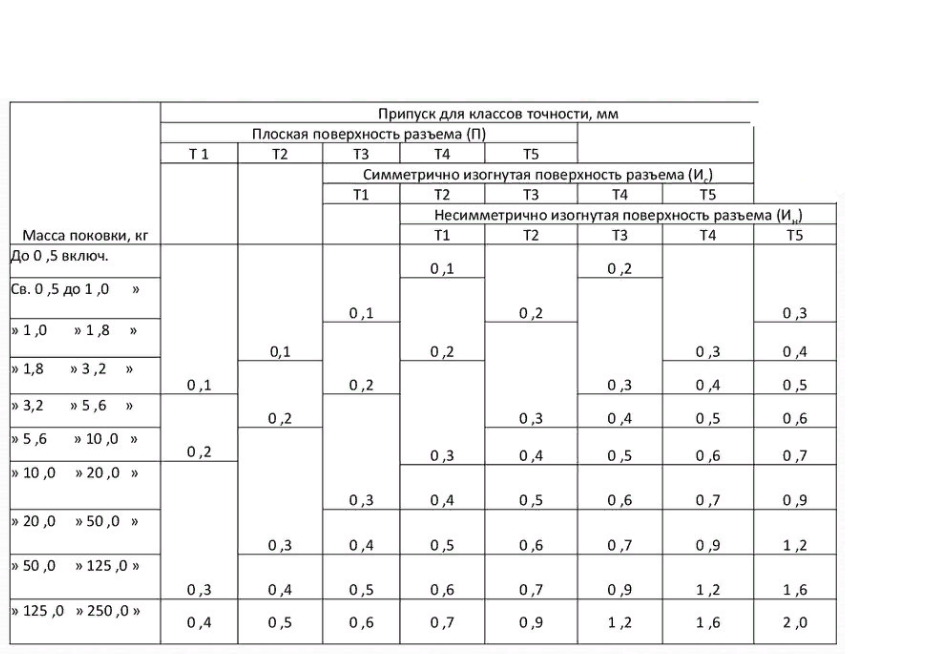 Припуск для классов точности, мм
Плоская поверхность разъема (П)
Т 1 Т2 Т3 Т4 Т5
Симметрично изогнутая поверхность разъема (Ис)
Т1 Т2 Т3 Т4 Т5
Несимметрично изогнутая поверхность разъема (Ин)
Масса поковки, кг Т1 Т2 Т3 Т4 Т5
До 0 ,5 включ.
0 ,1 0 ,2
Св. 0 ,5 до 1 ,0 »
0 ,1 0 ,2 0 ,3
» 1 ,0 » 1 ,8 »
0,1 0 ,2 0 ,3 0 ,4
» 1,8 » 3 ,2 »
0 ,1 0 ,2 0 ,3 0 ,4 0 ,5
» 3,2 » 5 ,6 »
0 ,2 0 ,3 0 ,4 0 ,5 0 ,6
» 5 ,6 » 10 ,0 »
0 ,2 0 ,3 0 ,4 0 ,5 0 ,6 0 ,7
» 10 ,0 » 20 ,0 »
0 ,3 0 ,4 0 ,5 0 ,6 0 ,7 0 ,9
» 20 ,0 » 50 ,0 »
0 ,3 0 ,4 0 ,5 0 ,6 0 ,7 0 ,9 1 ,2
» 50 ,0 » 125 ,0 »
0 ,3 0 ,4 0 ,5 0 ,6 0 ,7 0 ,9 1 ,2 1 ,6
» 125 ,0 » 250 ,0 »
0 ,4 0 ,5 0 ,6 0 ,7 0 ,9 1 ,2 1 ,6 2 ,0